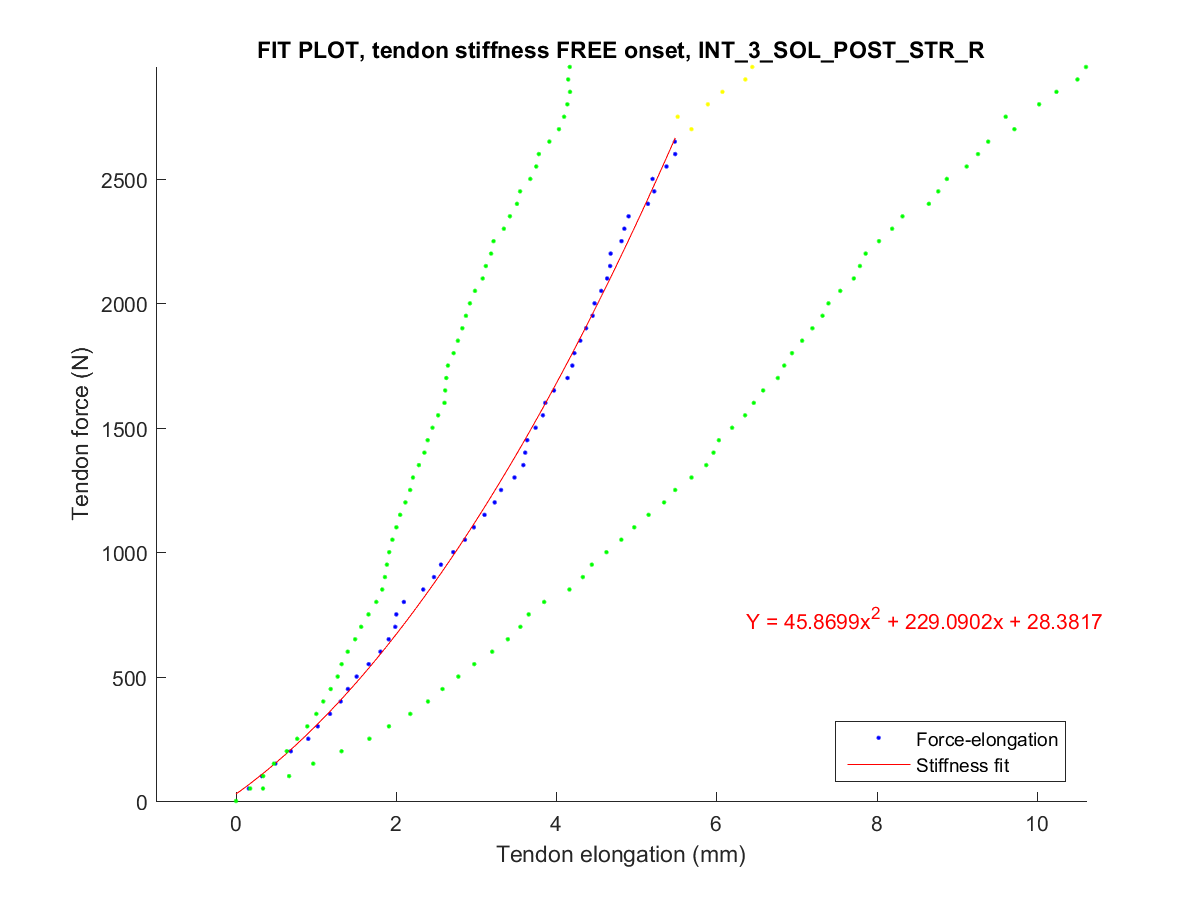 FIT PLOT, tendon stiffness FREE onset, INT_3_SOL_POST_STR_R
Tendon force (N)
2500
2000
1500
1000
500
0
Y = 45.8699x² + 229.0902x + 28.3817
Force-elongation
Stiffness fit
0 2 4 6 8 10
Tendon elongation (mm)